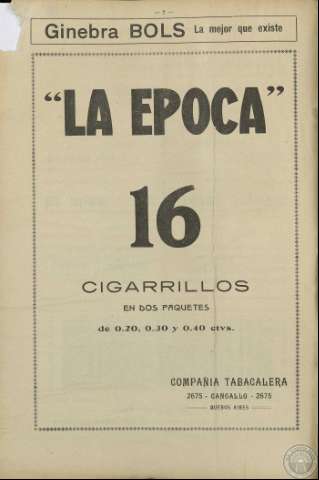 — 7 —
Ginebra BOLS La mejor que existe
"LA EPOCA"
16
CIGARRILLOS
EN DOS PAQUETES
de 0.20, 0.30 y 0.40 ctvs.
COMPAÑIA TABACALERA
2675 - CANGALLO - 2675
BUENOS AIRES